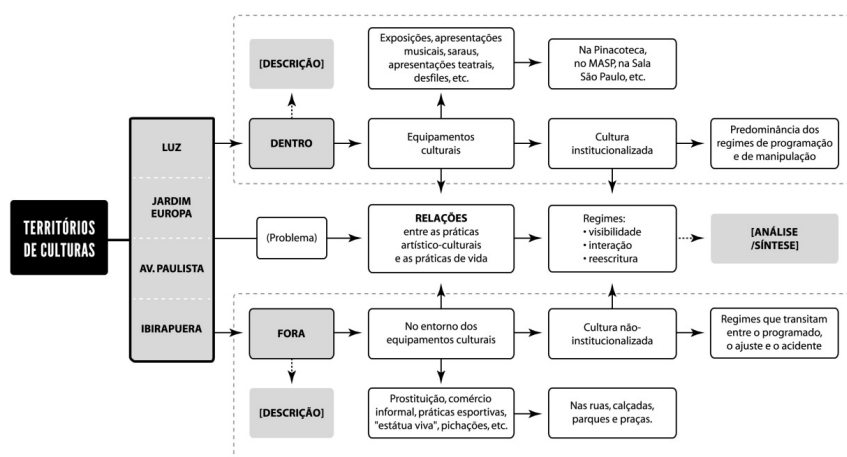 Exposições, apresentações
musicais, saraus,
apresentações teatrais,
desfiles, etc.
Na Pinacoteca,
no MASP, na Sala
São Paulo, etc.
[DESCRIÇÃO]
LUZ
DENTRO
Equipamentos
culturais
Cultura
institucionalizada
Predominância dos
regimes de programação
e de manipulação
JARDIM
EUROPA
TERRITÓRIOS
DE CULTURAS
(Problema)
RELAÇÕES
entre as práticas
artístico-culturais
e as práticas de vida
Regimes:
• visibilidade
• interação
• reescritura
[ANÁLISE
/SÍNTESE]
AV. PAULISTA
IBIRAPUERA
FORA
No entorno dos
equipamentos culturais
Cultura não-
institucionalizada
Regimes que transitam
entre o programado,
o ajuste e o acidente
[DESCRIÇÃO]
Prostituição, comércio
informal, práticas esportivas,
"estátua viva", pichações, etc.
Nas ruas, calçadas,
parques e praças.